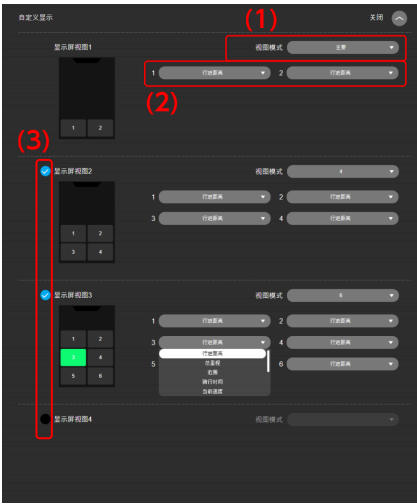 自定义显示 关闭
(1)
显示屏视图1 视图模式 主要
1 行进距离 2 行进距离
(2)
1 2
(3)
显示屏视图2 视图模式 4
1 行进距离 2 行进距离
3 行进距离 4 行进距离
1 2
3 4
显示屏视图3 视图模式 6
1 行进距离 2 行进距离
3 行进距离 4 行进距离
1 2
3 4
5 6
行进距离
5 总里程 6 行进距离
范围
骑行时间
当前速度
显示屏视图4 视图模式